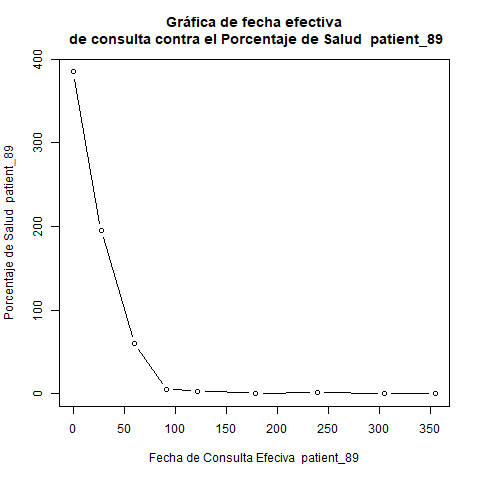 Gráfica de fecha efectiva
de consulta contra el Porcentaje de Salud  patient_89
Porcentaje de Salud  patient_89
400
300
200
100
0
0 50 100 150 200 250 300 350
Fecha de Consulta Efeciva  patient_89